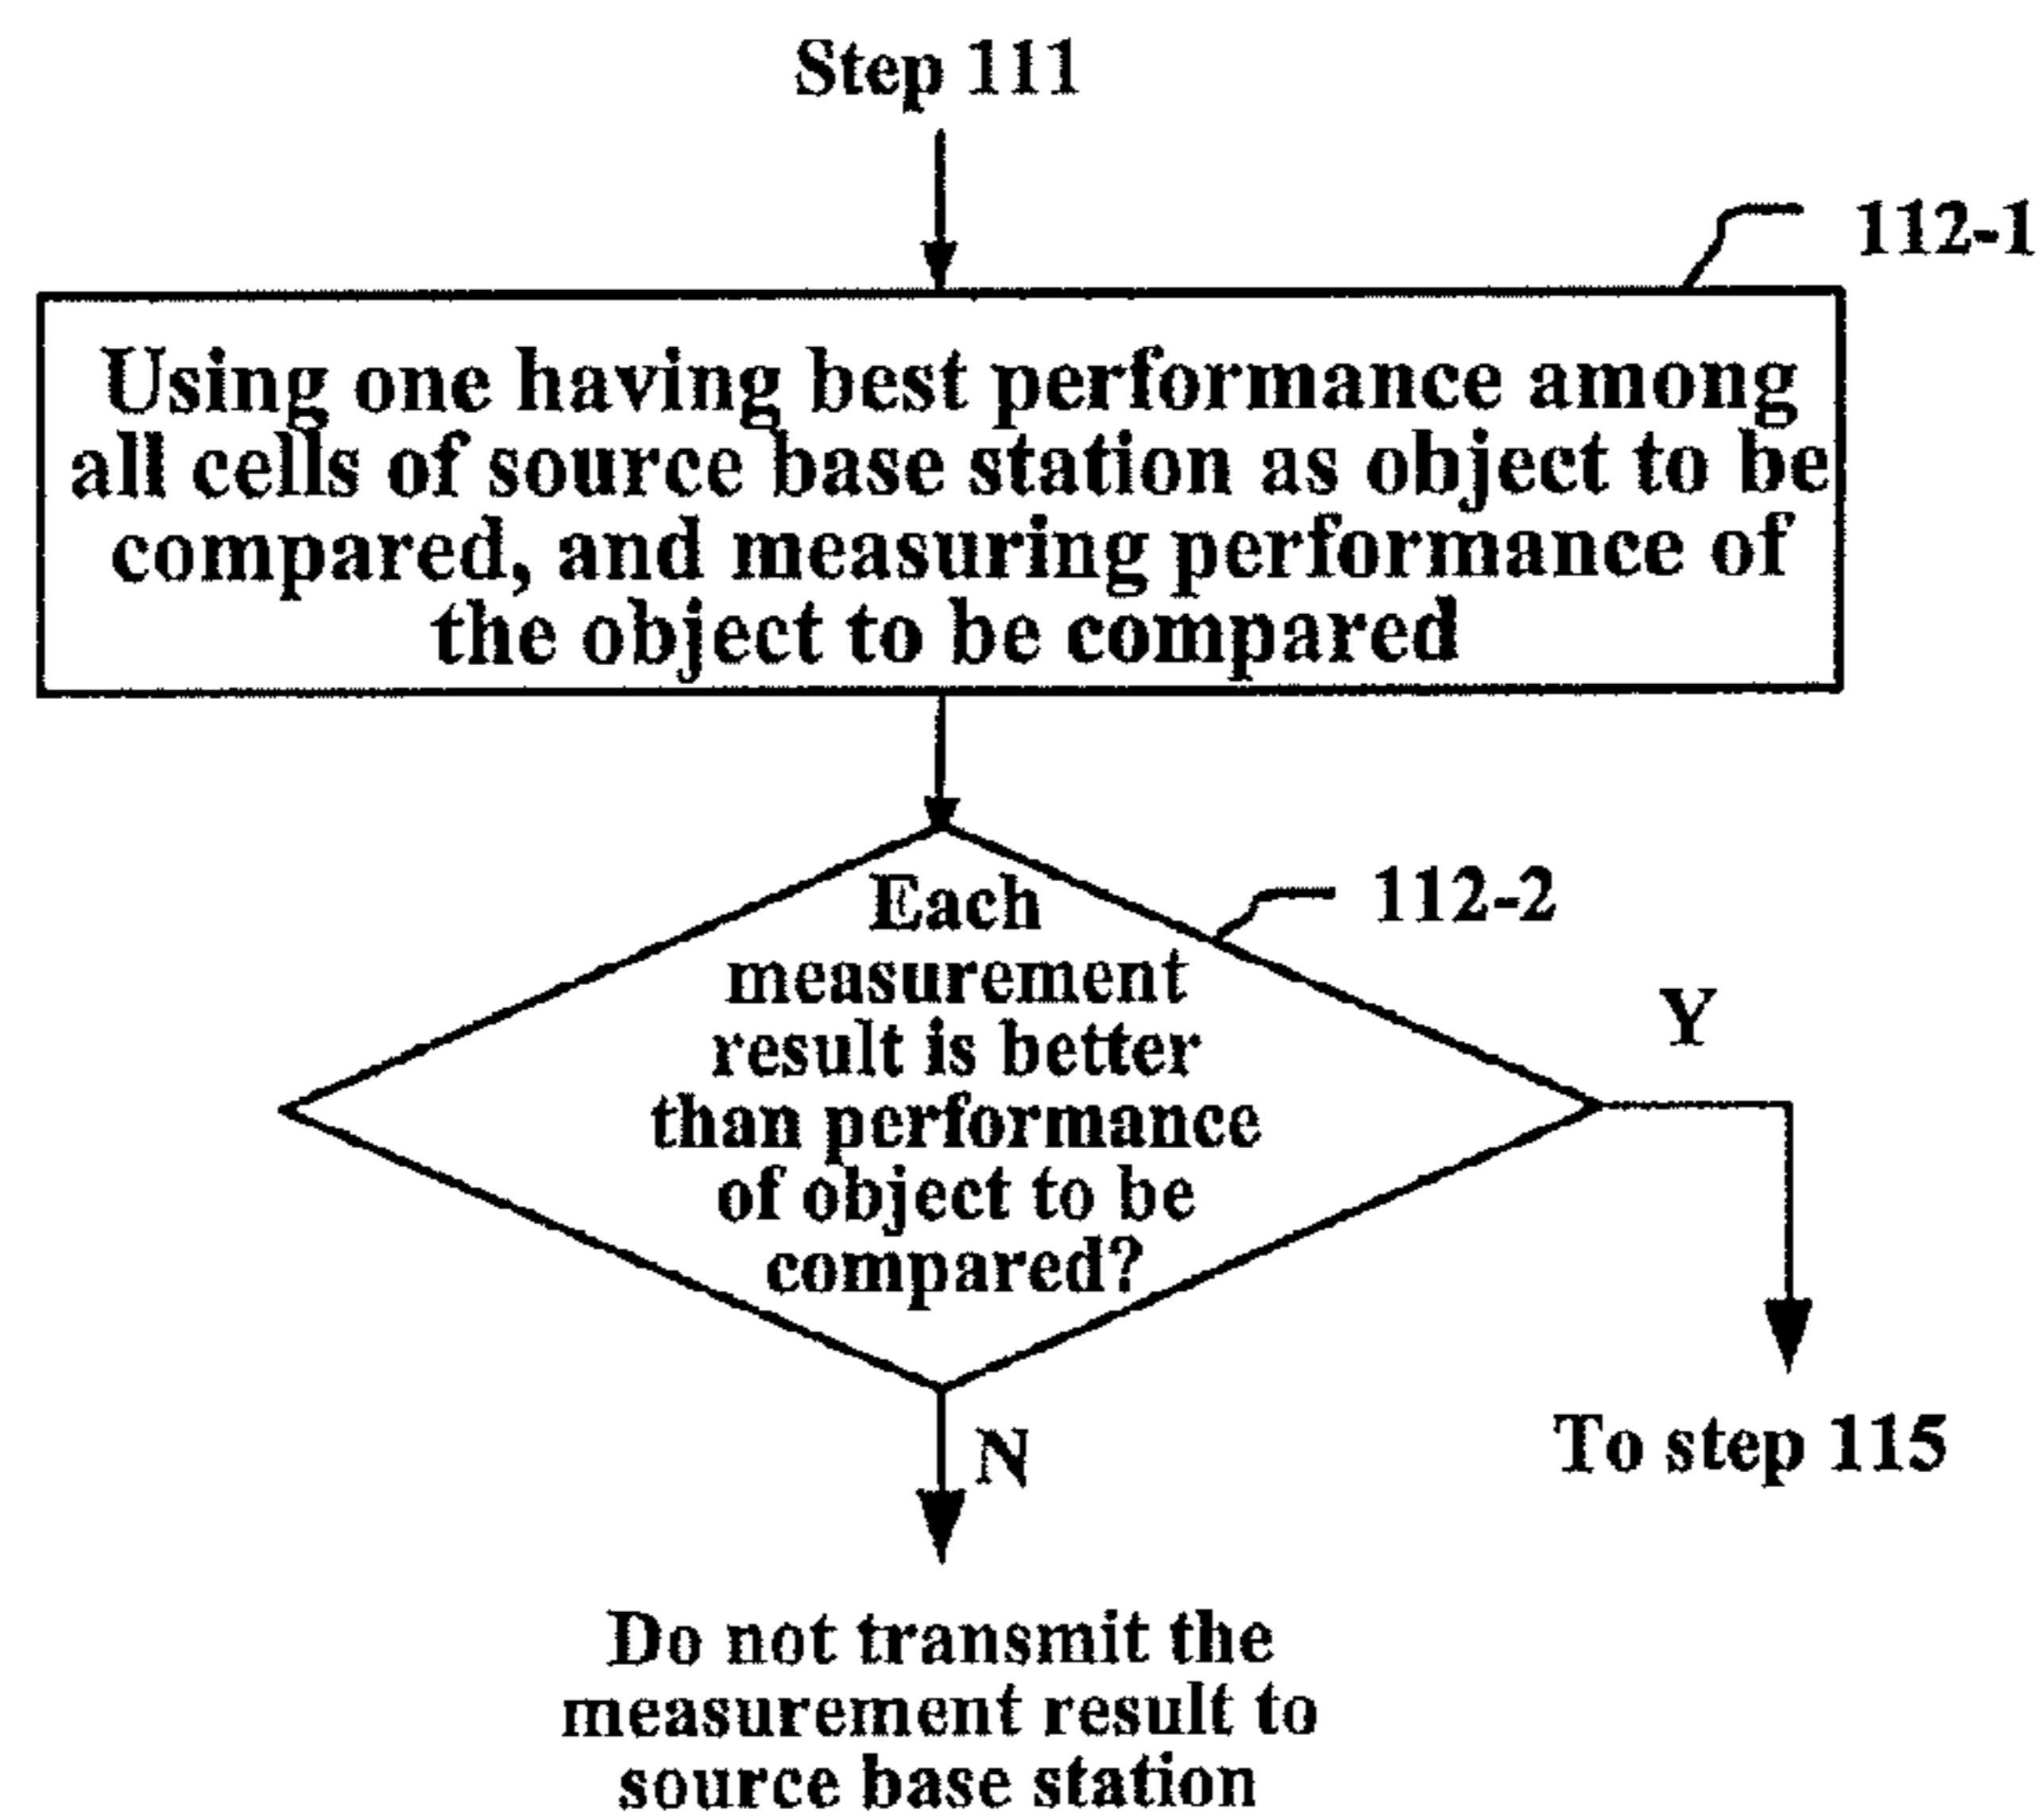 Step 111
112-1
Using one having best performance among
all cells of source base station as object to be
compared, and measuring performance of
the object to be compared
112-2
Each
measurement
result is better
than performance
of object to be
compared?
Y
To step 115
N
Do not transmit the
measurement result to
source base station